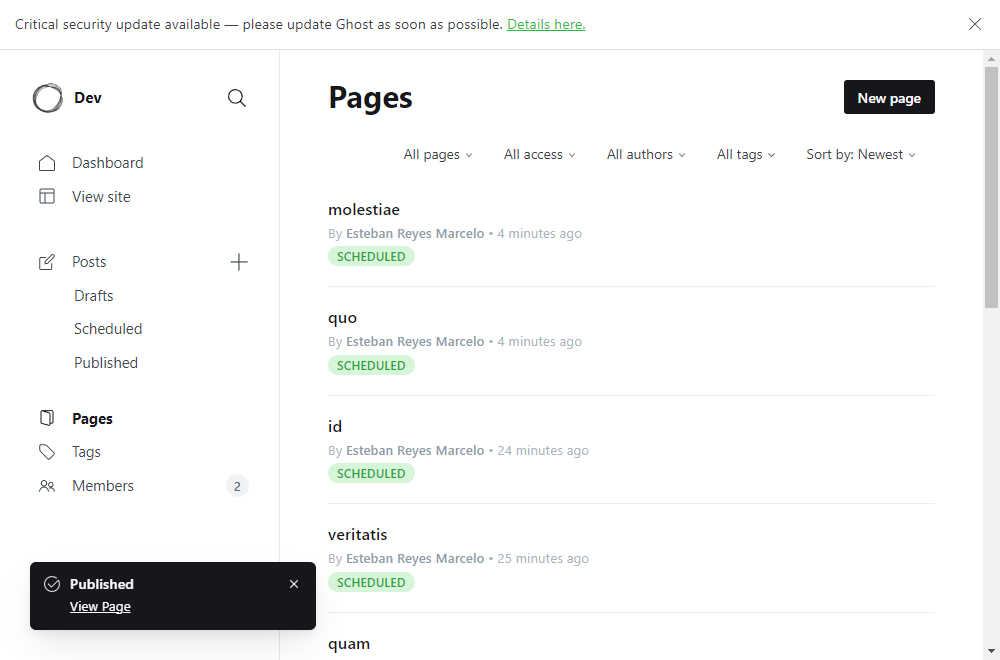 Critical security update available — please update Ghost as soon as possible. Details here.
Dev
Dashboard
View site
Posts
Drafts
Scheduled
Published
Pages
Tags
Members 2
Published
View Page
Pages
New page
All pages
All access
All authors
All tags
Sort by: Newest
molestiae
By Esteban Reyes Marcelo • 4 minutes ago
SCHEDULED
quo
By Esteban Reyes Marcelo • 4 minutes ago
SCHEDULED
id
By Esteban Reyes Marcelo • 24 minutes ago
SCHEDULED
veritatis
By Esteban Reyes Marcelo • 25 minutes ago
SCHEDULED
quam